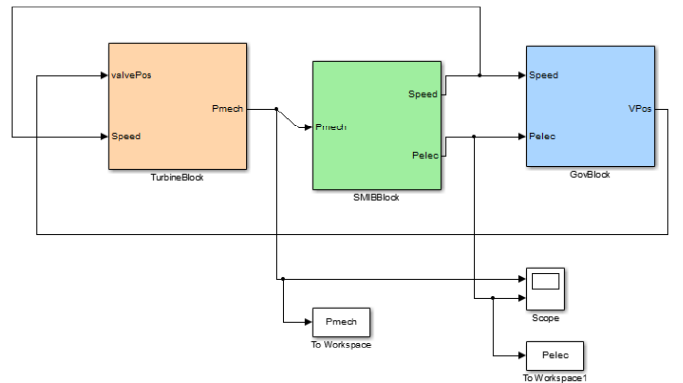 valvePos
Speed
Pmech
TurbineBlock
Pmech
Speed
Pelec
SMIBBlock
Speed
Pelec
VPos
GovBlock
Scope
Pmech
To Workspace
Pelec
To Workspace1